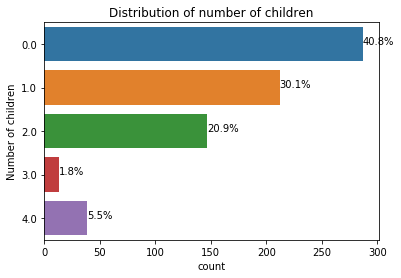 Distribution of number of children
Number of children
0.0
40.8%
1.0
30.1%
2.0
20.9%
3.0
1.8%
4.0
5.5%
0 50 100 150 200 250 300
count